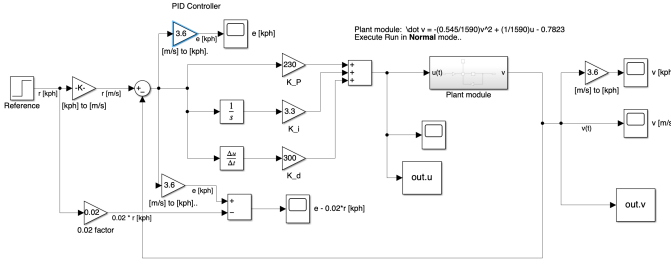 PID Controller
Plant module:  '\dot v = -(0.545/1590)v^2 + (1/1590)u - 0.7823
Execute Run in Normal mode..
3.6
e [kph]
e [kph]
[m/s] to [kph].
230
K_P
+
+
+
u(t)
v
Plant module
3.6
v [kph
[m/s] to [kph]
r [kph]
Reference
-K-
[kph] to [m/s]
r [m/s]
+
−
1
s
3.3
K_i
v(t)
v [m/s
Δu
Δt
300
K_d
out.u
3.6
e [kph]
[m/s] to [kph]..
+
−
e - 0.02*r [kph]
out.v
0.02
0.02 * r [kph]
0.02 factor